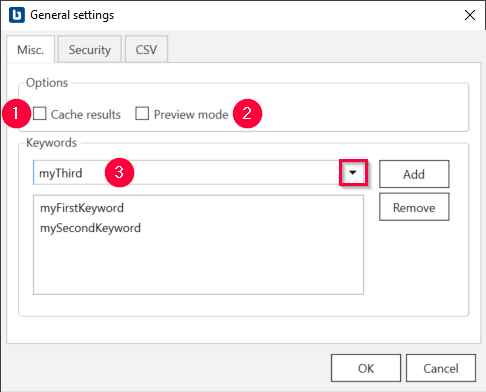 b General settings
Misc. Security CSV
Options
1 Cache results Preview mode 2
Keywords
myThird 3 Add
myFirstKeyword Remove
mySecondKeyword
OK Cancel